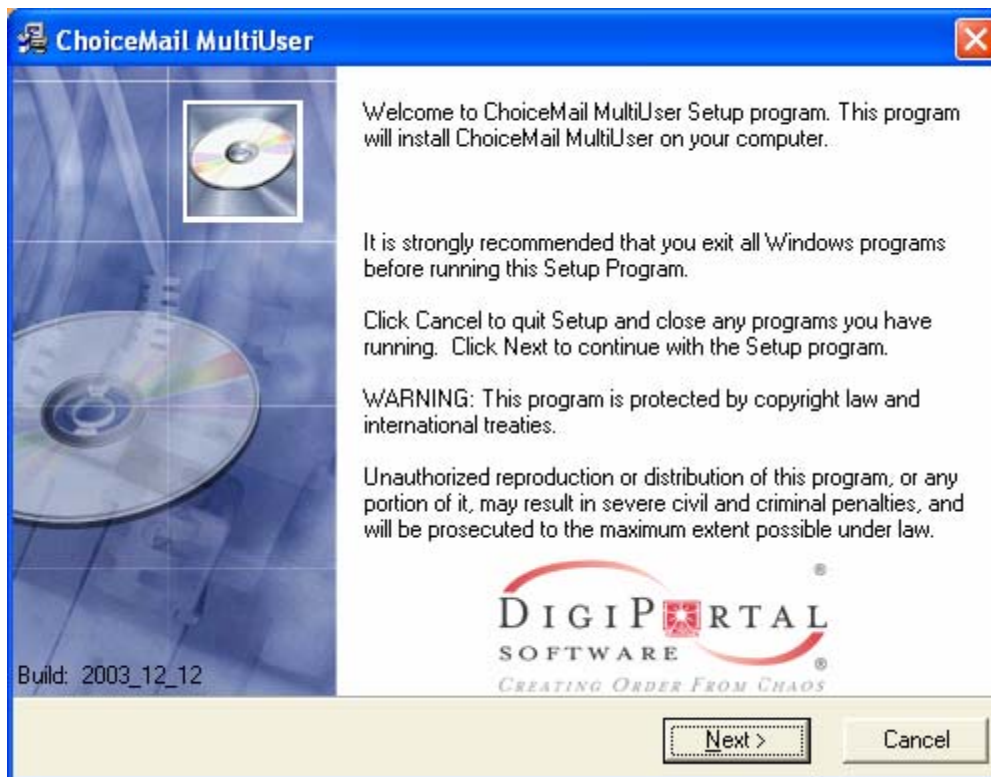 ChoiceMail MultiUser
Welcome to ChoiceMail MultiUser Setup program. This program
will install ChoiceMail MultiUser on your computer.
It is strongly recommended that you exit all Windows programs
before running this Setup Program.
Click Cancel to quit Setup and close any programs you have
running. Click Next to continue with the Setup program.
WARNING: This program is protected by copyright law and
international treaties.
Unauthorized reproduction or distribution of this program, or any
portion of it, may result in severe civil and criminal penalties, and
will be prosecuted to the maximum extent possible under law.
®
DIGIPORTAL
SOFTWARE
®
CREATING ORDER FROM CHAOS
Build: 2003_12_12
Next >
Cancel